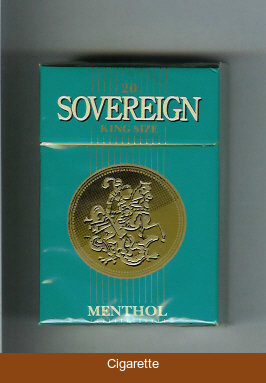 20
SOVEREIGN
KING SIZE
MENTHOL
Cigarette